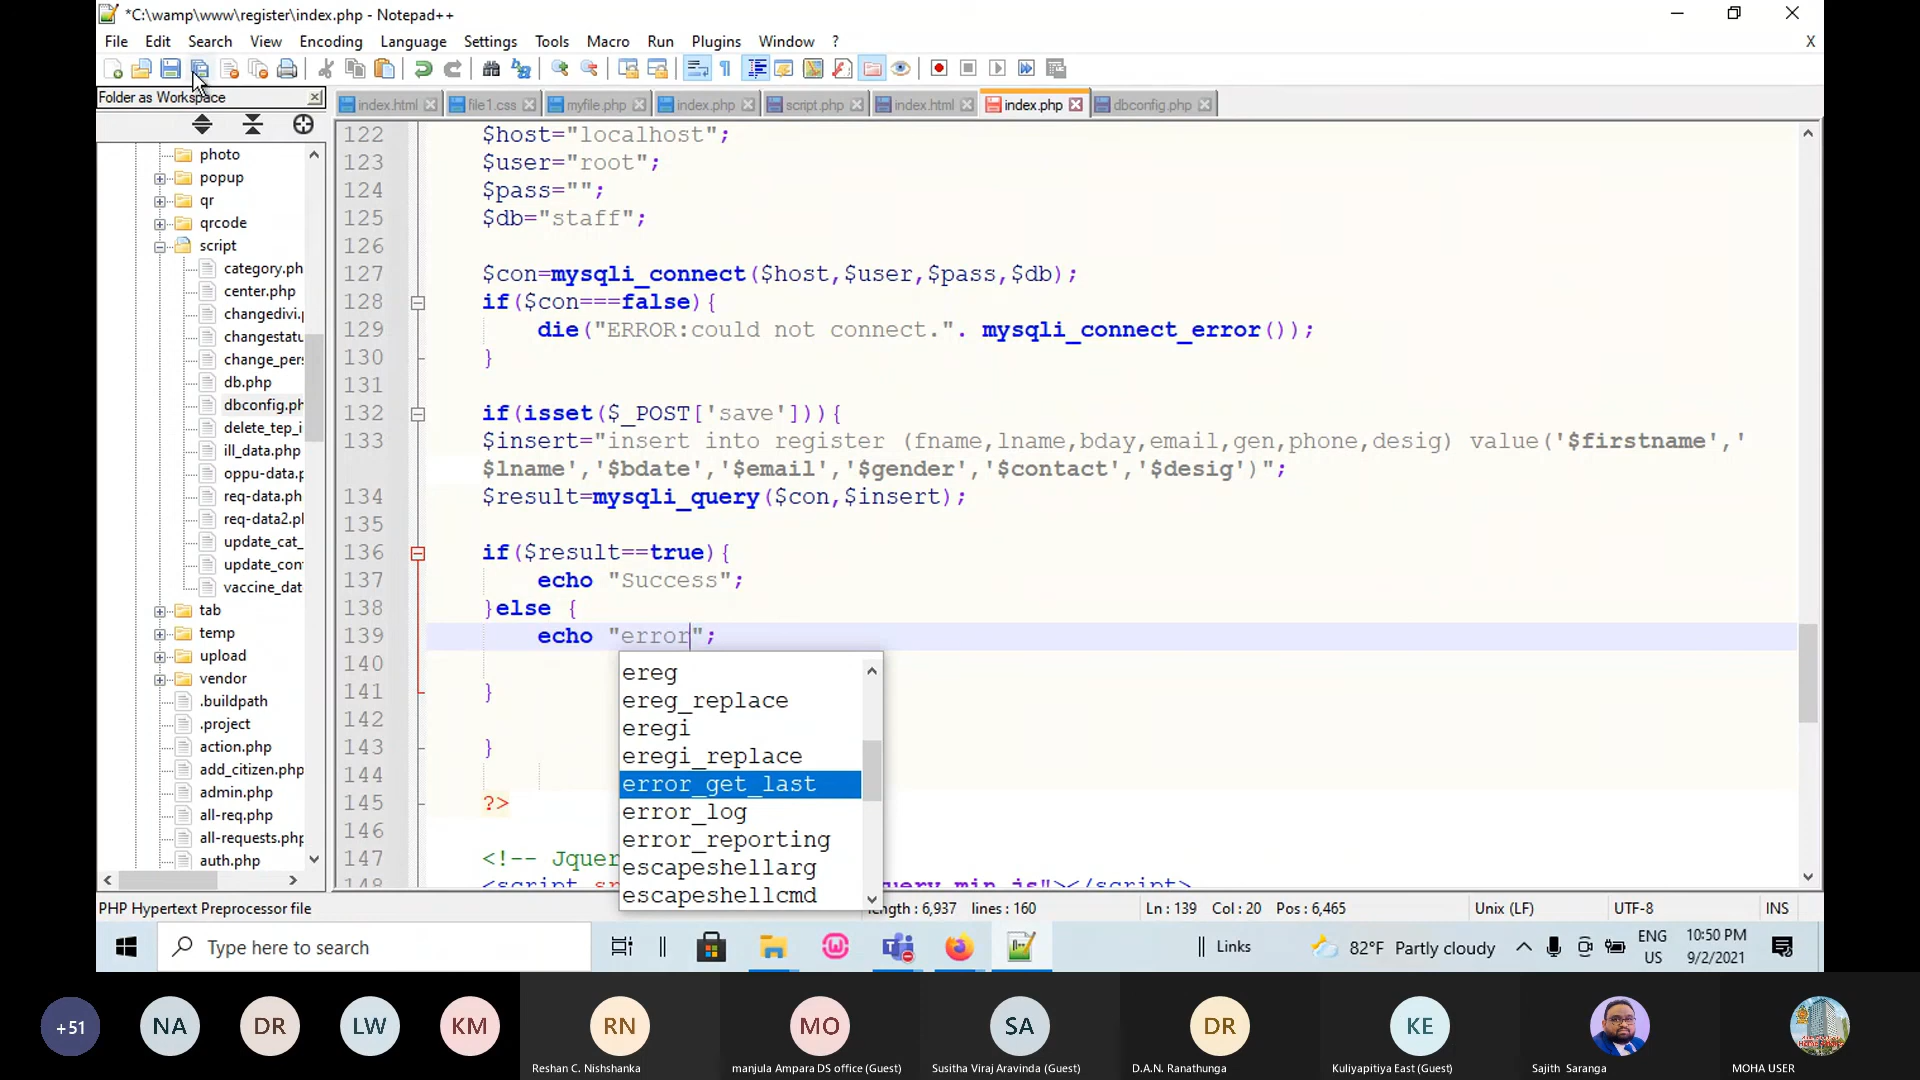 *C:\wamp\www\register\index.php - Notepad++
File Edit Search View Encoding Language Settings Tools Macro Run Plugins Window ? X
Folder as Workspace
index.html file1.css myfile.php index.php script.php index.html index.php dbconfig.php
photo
popup
qr
qrcode
script
category.ph
center.php
changedivi.p
changestatu
change_pers
db.php
dbconfig.ph
delete_tep_i
ill_data.php
oppu-data.p
req-data.ph
req-data2.pl
update_cat_
update_con
vaccine_dat
tab
temp
upload
vendor
.buildpath
.project
action.php
add_citizen.php
admin.php
all-req.php
all-requests.php
auth.php
122 $host="localhost";
123 $user="root";
124 $pass="";
125 $db="staff";
126
127 $con=mysqli_connect($host,$user,$pass,$db);
128 if($con===false){
129 die("ERROR:could not connect.". mysqli_connect_error());
130 }
131
132 if(isset($_POST['save'])){
133 $insert="insert into register (fname,lname,bday,email,gen,phone,desig) value('$firstname','
$lname','$bdate','$email','$gender','$contact','$desig')";
134 $result=mysqli_query($con,$insert);
135
136 if($result==true){
137 echo "Success";
138 }else {
139 echo "error";
140
141 }
142
143 }
144
145 ?>
146
147 <!-- Jquer
148 <script sr query.min.js"></script>
ereg
ereg_replace
eregi
eregi_replace
error_get_last
error_log
error_reporting
escapeshellarg
escapeshellcmd
PHP Hypertext Preprocessor file length : 6,937 lines : 160 Ln : 139 Col : 20 Pos : 6,465 Unix (LF) UTF-8 INS
Type here to search
Links
82°F Partly cloudy
ENG
US
10:50 PM
9/2/2021
+51 NA DR LW KM RN MO SA DR KE
Reshan C. Nishshanka manjula Ampara DS office (Guest) Susitha Viraj Aravinda (Guest) D.A.N. Ranathunga Kuliyapitiya East (Guest) Sajith Saranga MOHA USER